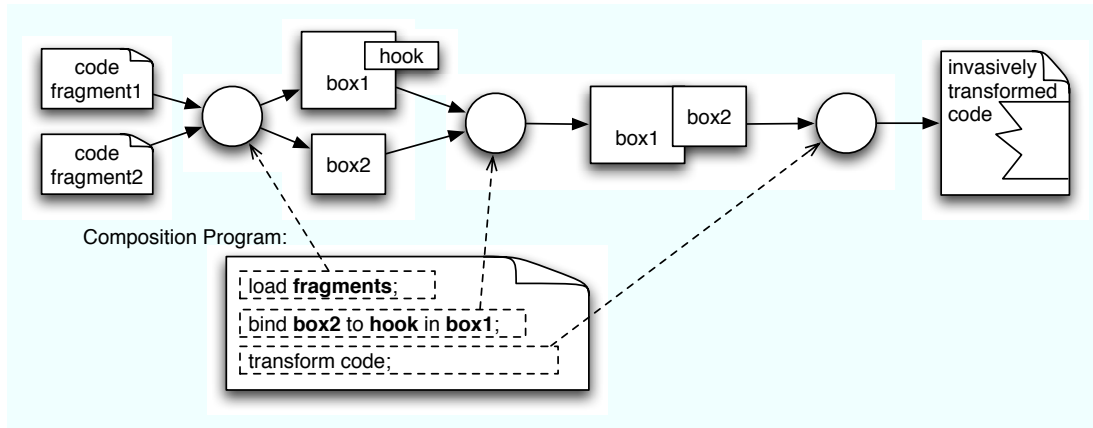 code
fragment1
code
fragment2
hook
box1
box2
box1
box2
invasively
transformed
code
Composition Program:
load fragments;
bind box2 to hook in box1;
transform code;